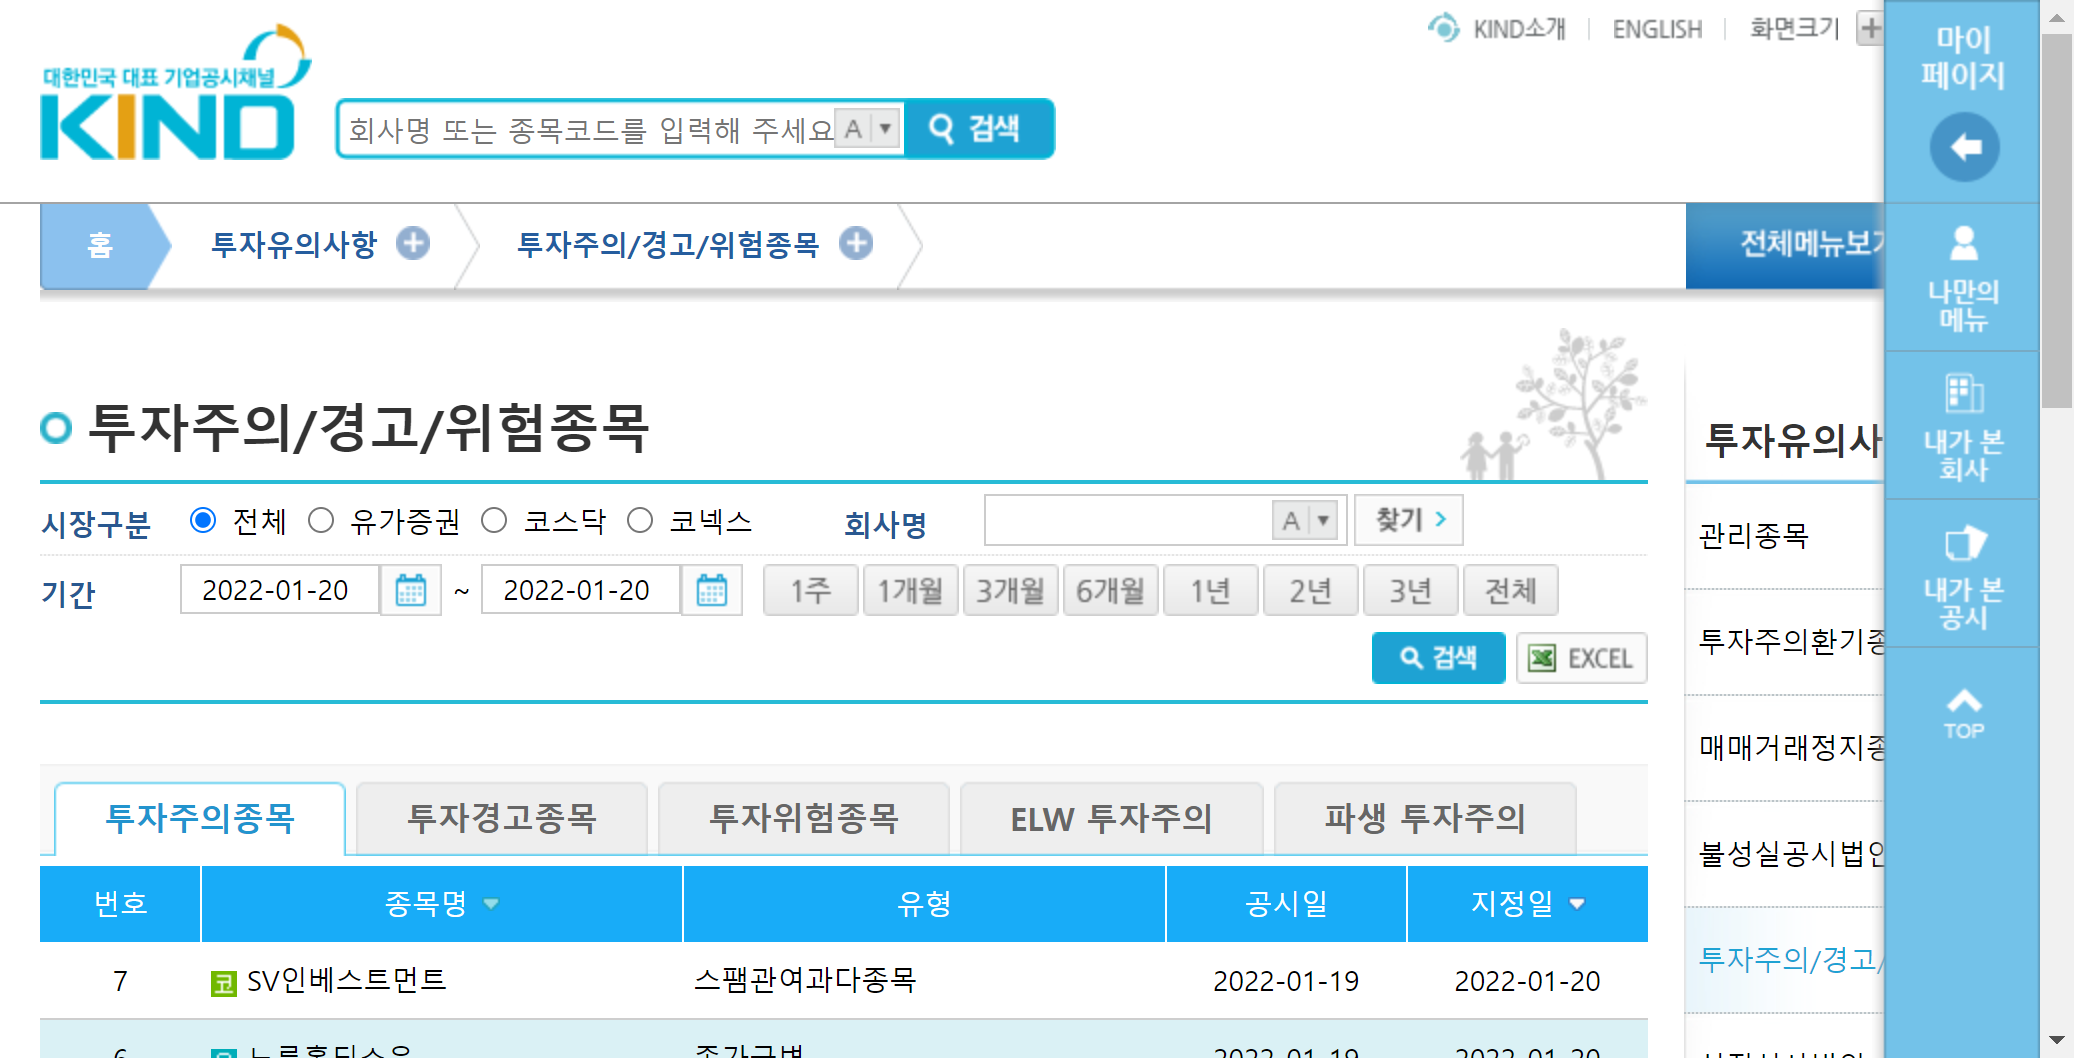 KIND소개 ENGLISH 화면크기
마이
페이지
대한민국 대표 기업공시채널
KIND
회사명 또는 종목코드를 입력해 주세요 A 검색
홈 투자유의사항 투자주의/경고/위험종목 전체메뉴보기
나만의
메뉴
내가 본
회사
내가 본
공시
TOP
투자주의/경고/위험종목
시장구분 전체 유가증권 코스닥 코넥스 회사명 A 찾기
기간 2022-01-20 ~ 2022-01-20 1주 1개월 3개월 6개월 1년 2년 3년 전체
검색 EXCEL
투자유의사
관리종목
투자주의환기종
매매거래정지종
불성실공시법인
투자주의/경고/
투자주의종목 투자경고종목 투자위험종목 ELW 투자주의 파생 투자주의
번호 종목명 유형 공시일 지정일
7 코 SV인베스트먼트 스팸관여과다종목 2022-01-19 2022-01-20
6 2022-01-19 2022-01-20